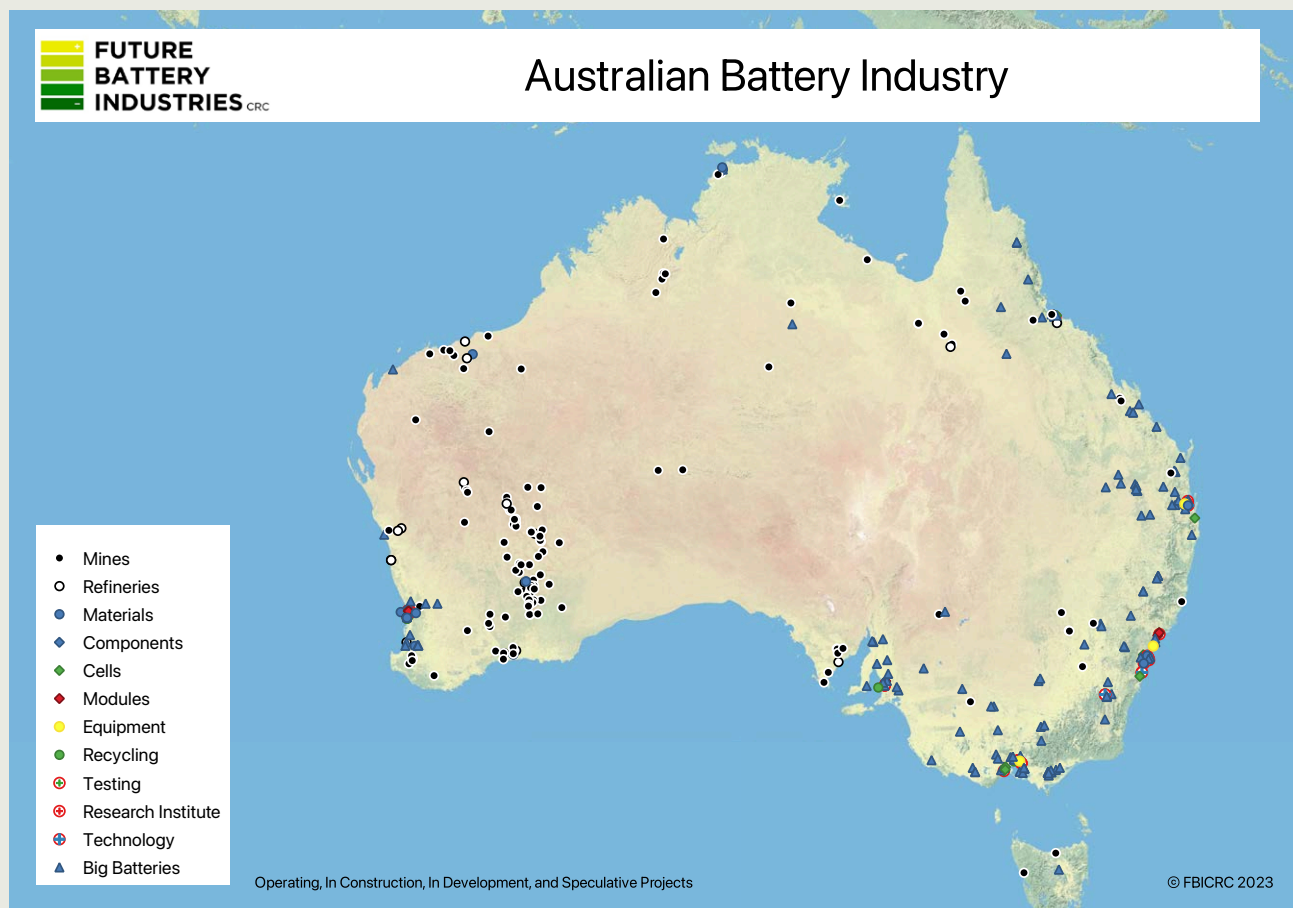 FUTURE
BATTERY
INDUSTRIES CRC
Australian Battery Industry
Mines
Refineries
Materials
Components
Cells
Modules
Equipment
Recycling
Testing
Research Institute
Technology
Big Batteries
Operating, In Construction, In Development, and Speculative Projects
© FBICRC 2023